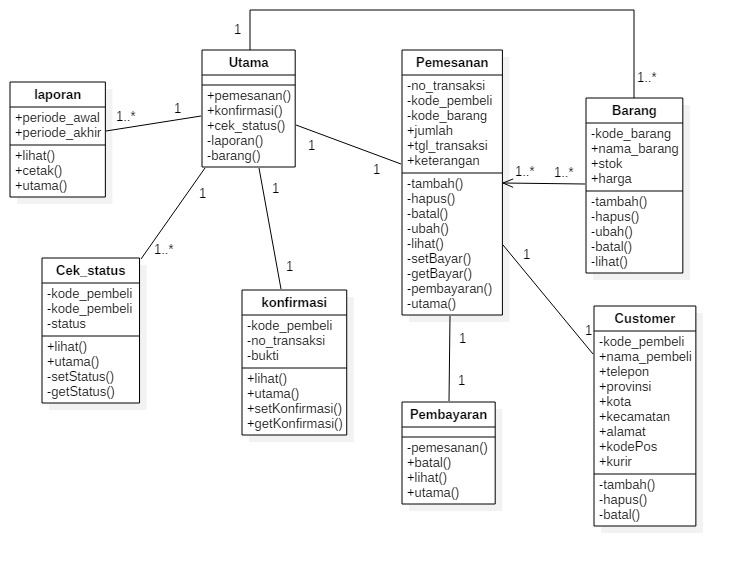 1
Utama
+pemesanan()
+konfirmasi()
+cek_status()
-laporan()
-barang()
Pemesanan
-no_transaksi
-kode_pembeli
-kode_barang
+jumlah
+tgl_transaksi
+keterangan
-tambah()
-hapus()
-batal()
-ubah()
-lihat()
-setBayar()
-getBayar()
-pembayaran()
-utama()
1..*
Barang
-kode_barang
+nama_barang
+stok
+harga
-tambah()
-hapus()
-ubah()
-batal()
-lihat()
laporan
+periode_awal
+periode_akhir
+lihat()
+cetak()
+utama()
1..*
1
1
1
1..*
1..*
1
1..*
1
1
Cek_status
-kode_pembeli
-kode_pembeli
-status
+lihat()
+utama()
-setStatus()
-getStatus()
konfirmasi
-kode_pembeli
-no_transaksi
-bukti
+lihat()
+utama()
+setKonfirmasi()
+getKonfirmasi()
1
1
Pembayaran
-pemesanan()
+batal()
+lihat()
+utama()
1
1
Customer
-kode_pembeli
+nama_pembeli
+telepon
+provinsi
+kota
+kecamatan
+alamat
+kodePos
+kurir
-tambah()
-hapus()
-batal()